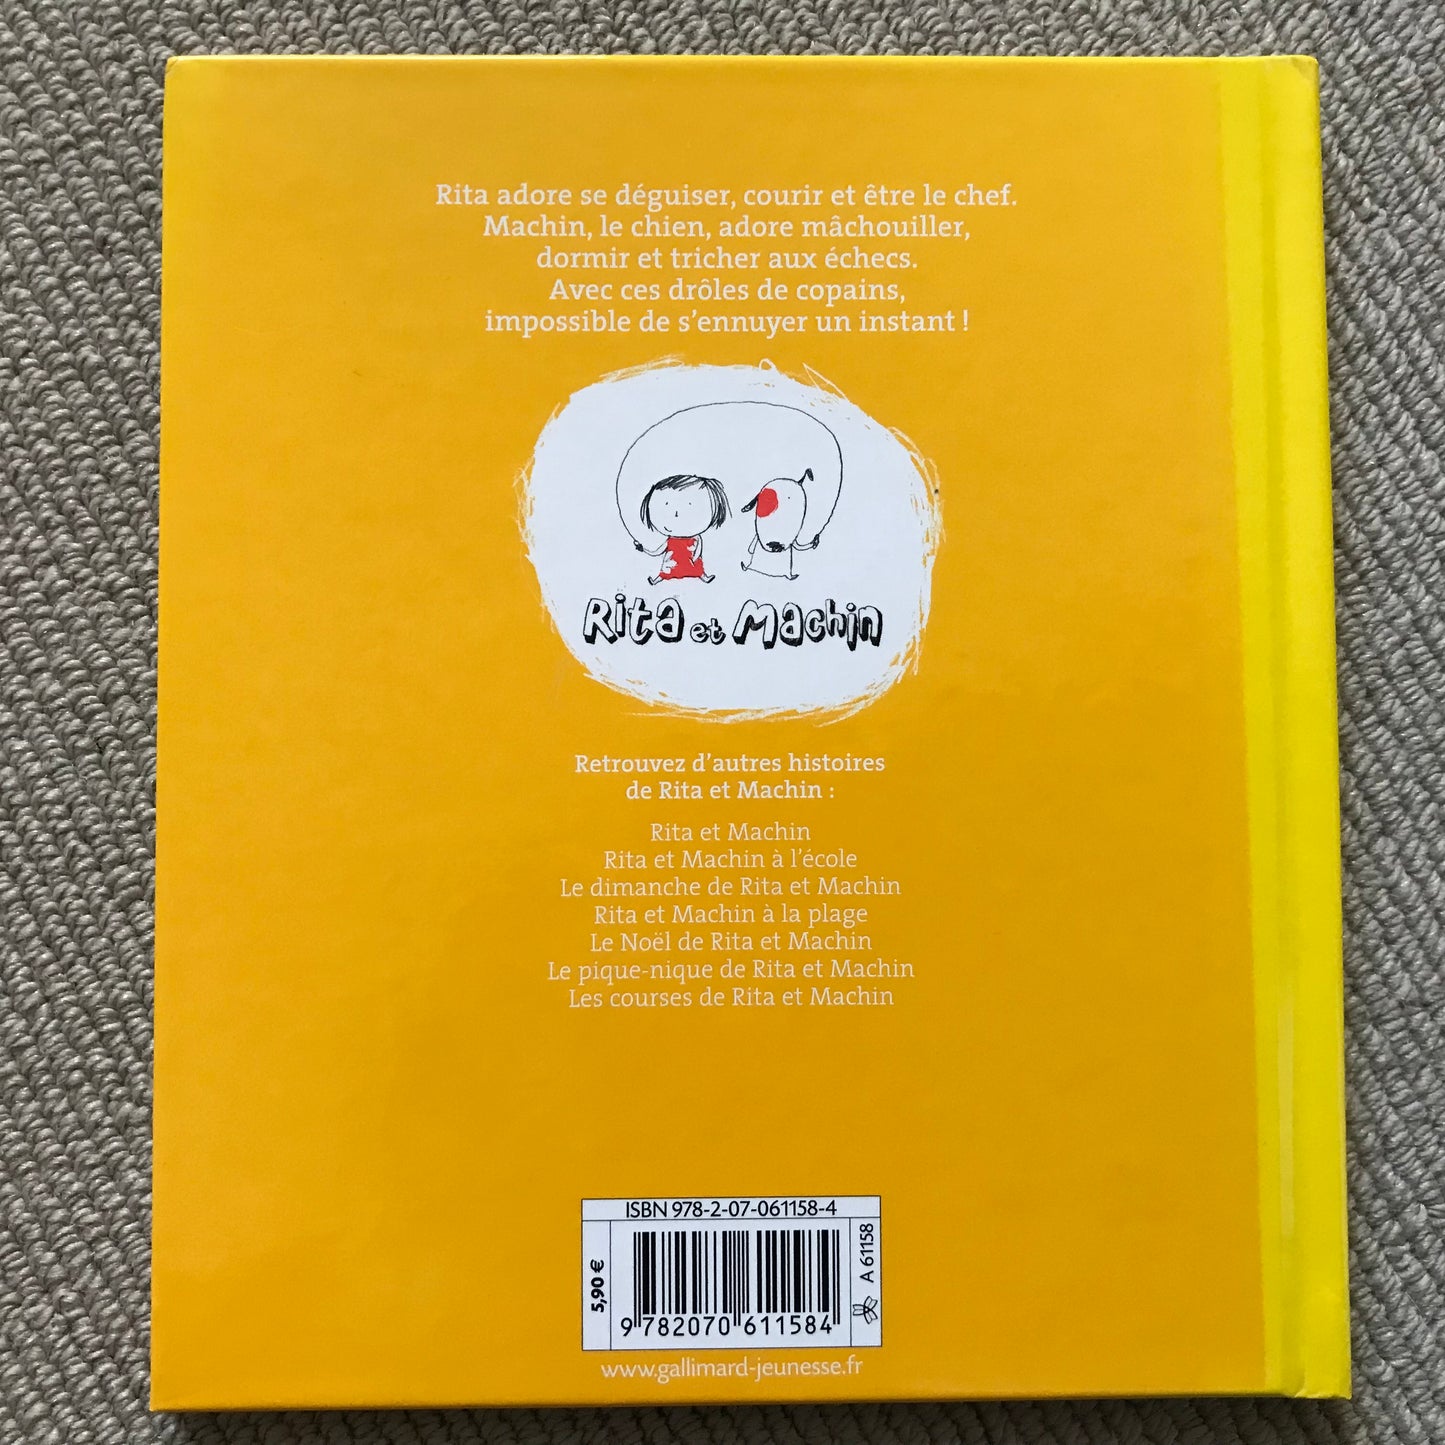 Rita adore se déguiser, courir et être le chef.
Machin, le chien, adore mâchouiller,
dormir et tricher aux échecs.
Avec ces drôles de copains,
impossible de s'ennuyer un instant !
Rita et Machin
Retrouvez d'autres histoires
de Rita et Machin :
Rita et Machin
Rita et Machin à l'école
Le dimanche de Rita et Machin
Rita et Machin à la plage
Le Noël de Rita et Machin
Le pique-nique de Rita et Machin
Les courses de Rita et Machin
ISBN 978-2-07-061158-4
5,90 €
A 61158
9 782070 611584
www.gallimard-jeunesse.fr